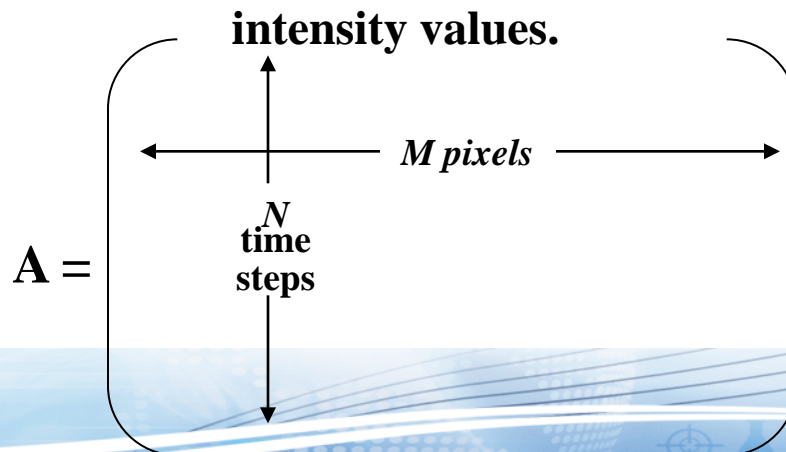 intensity values.
M pixels
N
time
steps
A =